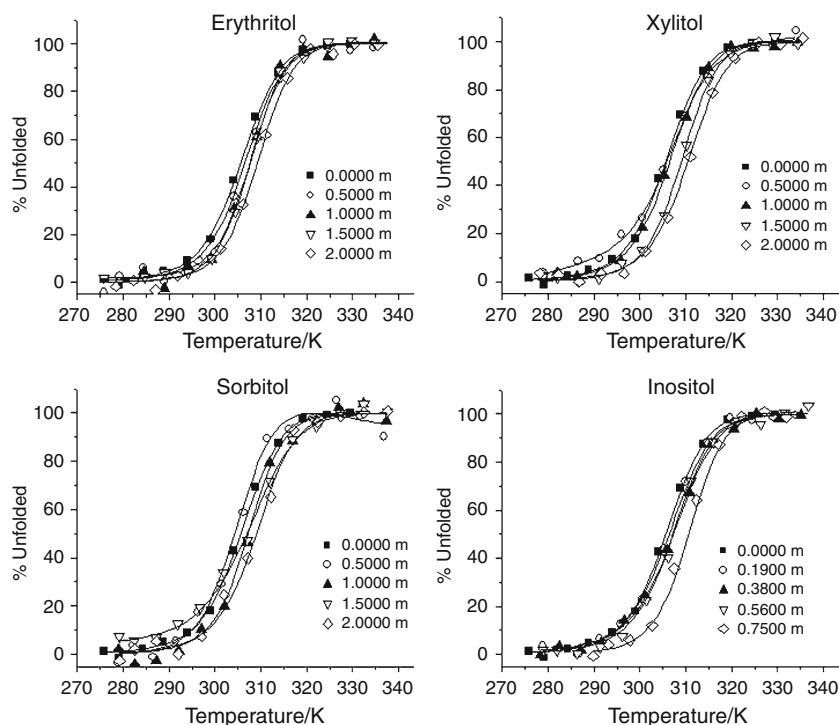 Erythritol
% Unfolded
100
80
60
40
20
0
0.0000 m
0.5000 m
1.0000 m
1.5000 m
2.0000 m
270 280 290 300 310 320 330 340
Temperature/K
Xylitol
% Unfolded
100
80
60
40
20
0
0.0000 m
0.5000 m
1.0000 m
1.5000 m
2.0000 m
270 280 290 300 310 320 330 340
Temperature/K
Sorbitol
% Unfolded
100
80
60
40
20
0
0.0000 m
0.5000 m
1.0000 m
1.5000 m
2.0000 m
270 280 290 300 310 320 330 340
Temperature/K
Inositol
% Unfolded
100
80
60
40
20
0
0.0000 m
0.1900 m
0.3800 m
0.5600 m
0.7500 m
270 280 290 300 310 320 330 340
Temperature/K